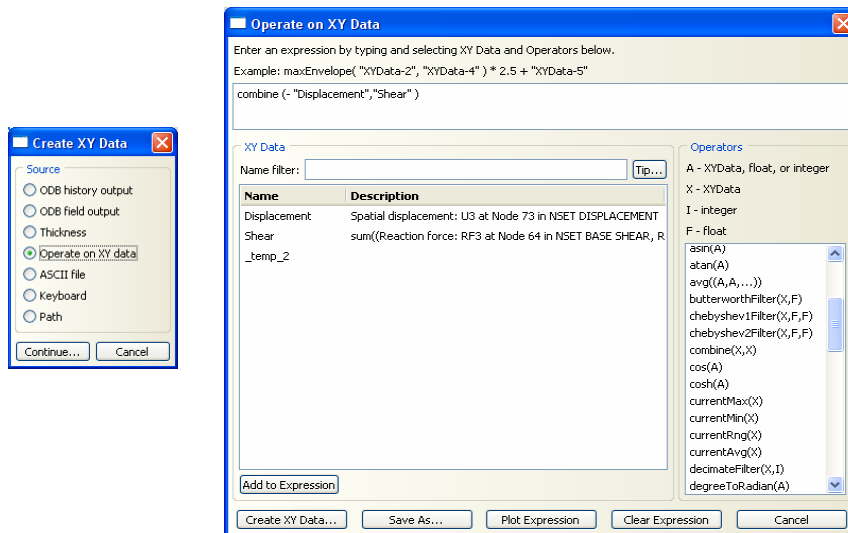 Create XY Data
Source
ODB history output
ODB field output
Thickness
Operate on XY data
ASCII file
Keyboard
Path
Continue...
Cancel
Operate on XY Data
Enter an expression by typing and selecting XY Data and Operators below.
Example: maxEnvelope( "XYData-2", "XYData-4" ) * 2.5 + "XYData-5"
combine (- "Displacement","Shear" )
XY Data
Name filter:
Tip...
Name Description
Displacement Spatial displacement: U3 at Node 73 in NSET DISPLACEMENT
Shear sum((Reaction force: RF3 at Node 64 in NSET BASE SHEAR, R
_temp_2
Add to Expression
Operators
A - XYData, float, or integer
X - XYData
I - integer
F - float
asin(A)
atan(A)
avg((A,A,...))
butterworthFilter(X,F)
chebyshev1Filter(X,F,F)
chebyshev2Filter(X,F,F)
combine(X,X)
cos(A)
cosh(A)
currentMax(X)
currentMin(X)
currentRng(X)
currentAvg(X)
decimateFilter(X,I)
degreeToRadian(A)
Create XY Data...
Save As...
Plot Expression
Clear Expression
Cancel